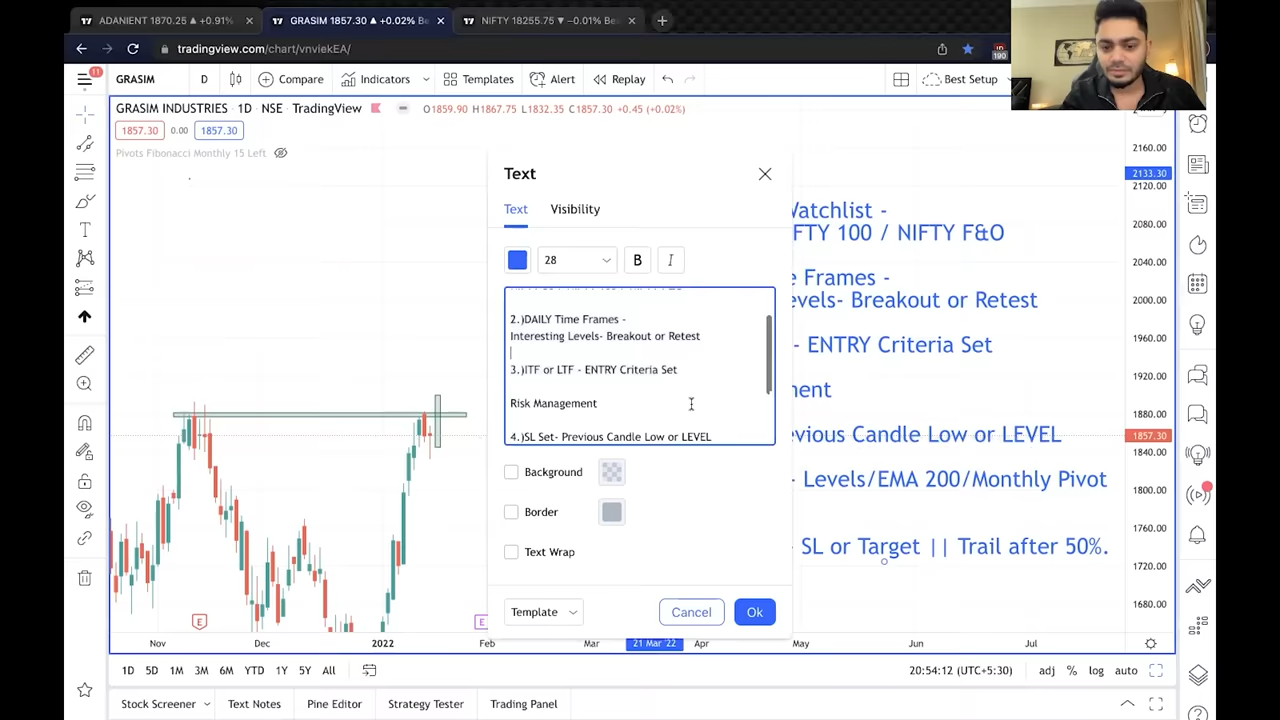 ADANIENT 1870.25 ▲ +0.91%
GRASIM 1857.30 ▲ +0.02% Be
NIFTY 18255.75 ▼ −0.01% Best
tradingview.com/chart/vnviekEA/
190
11
GRASIM
D
Compare
Indicators
Templates
Alert
Replay
Best Setup
GRASIM INDUSTRIES · 1D · NSE · TradingView
O1859.90 H1867.75 L1832.35 C1857.30 +0.45 (+0.02%)
1857.30
0.00
1857.30
Pivots Fibonacci Monthly 15 Left
Text
Text
Visibility
28
B
I
2.)DAILY Time Frames -
Interesting Levels- Breakout or Retest
3.)ITF or LTF - ENTRY Criteria Set
Risk Management
4.)SL Set- Previous Candle Low or LEVEL
Background
Border
Text Wrap
Template
Cancel
Ok
Watchlist -
FTY 100 / NIFTY F&O
e Frames -
evels- Breakout or Retest
- ENTRY Criteria Set
ment
evious Candle Low or LEVEL
- Levels/EMA 200/Monthly Pivot
- SL or Target || Trail after 50%.
2160.00
2133.30
2120.00
2080.00
2040.00
2000.00
1960.00
1920.00
1880.00
1857.30
1840.00
1800.00
1760.00
1720.00
1680.00
E
E
Nov
Dec
2022
Feb
Mar
21 Mar '22
Apr
May
Jun
Jul
1D
5D
1M
3M
6M
YTD
1Y
5Y
All
20:54:12 (UTC+5:30)
adj
%
log
auto
Stock Screener
Text Notes
Pine Editor
Strategy Tester
Trading Panel